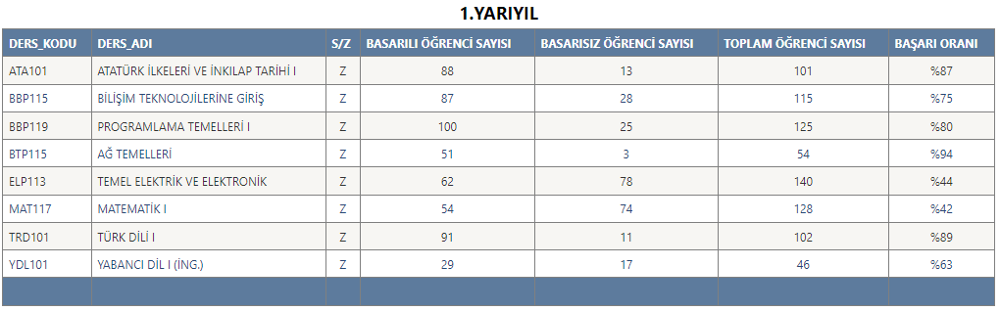 1.YARIYIL
DERS_KODU DERS_ADI S/Z BASARILI ÖĞRENCİ SAYISI BASARISIZ ÖĞRENCİ SAYISI TOPLAM ÖĞRENCİ SAYISI BAŞARI ORANI
ATA101 ATATÜRK İLKELERİ VE İNKILAP TARİHİ I Z 88 13 101 %87
BBP115 BİLİŞİM TEKNOLOJİLERİNE GİRİŞ Z 87 28 115 %75
BBP119 PROGRAMLAMA TEMELLERİ I Z 100 25 125 %80
BTP115 AĞ TEMELLERİ Z 51 3 54 %94
ELP113 TEMEL ELEKTRİK VE ELEKTRONİK Z 62 78 140 %44
MAT117 MATEMATİK I Z 54 74 128 %42
TRD101 TÜRK DİLİ I Z 91 11 102 %89
YDL101 YABANCI DİL I (İNG.) Z 29 17 46 %63